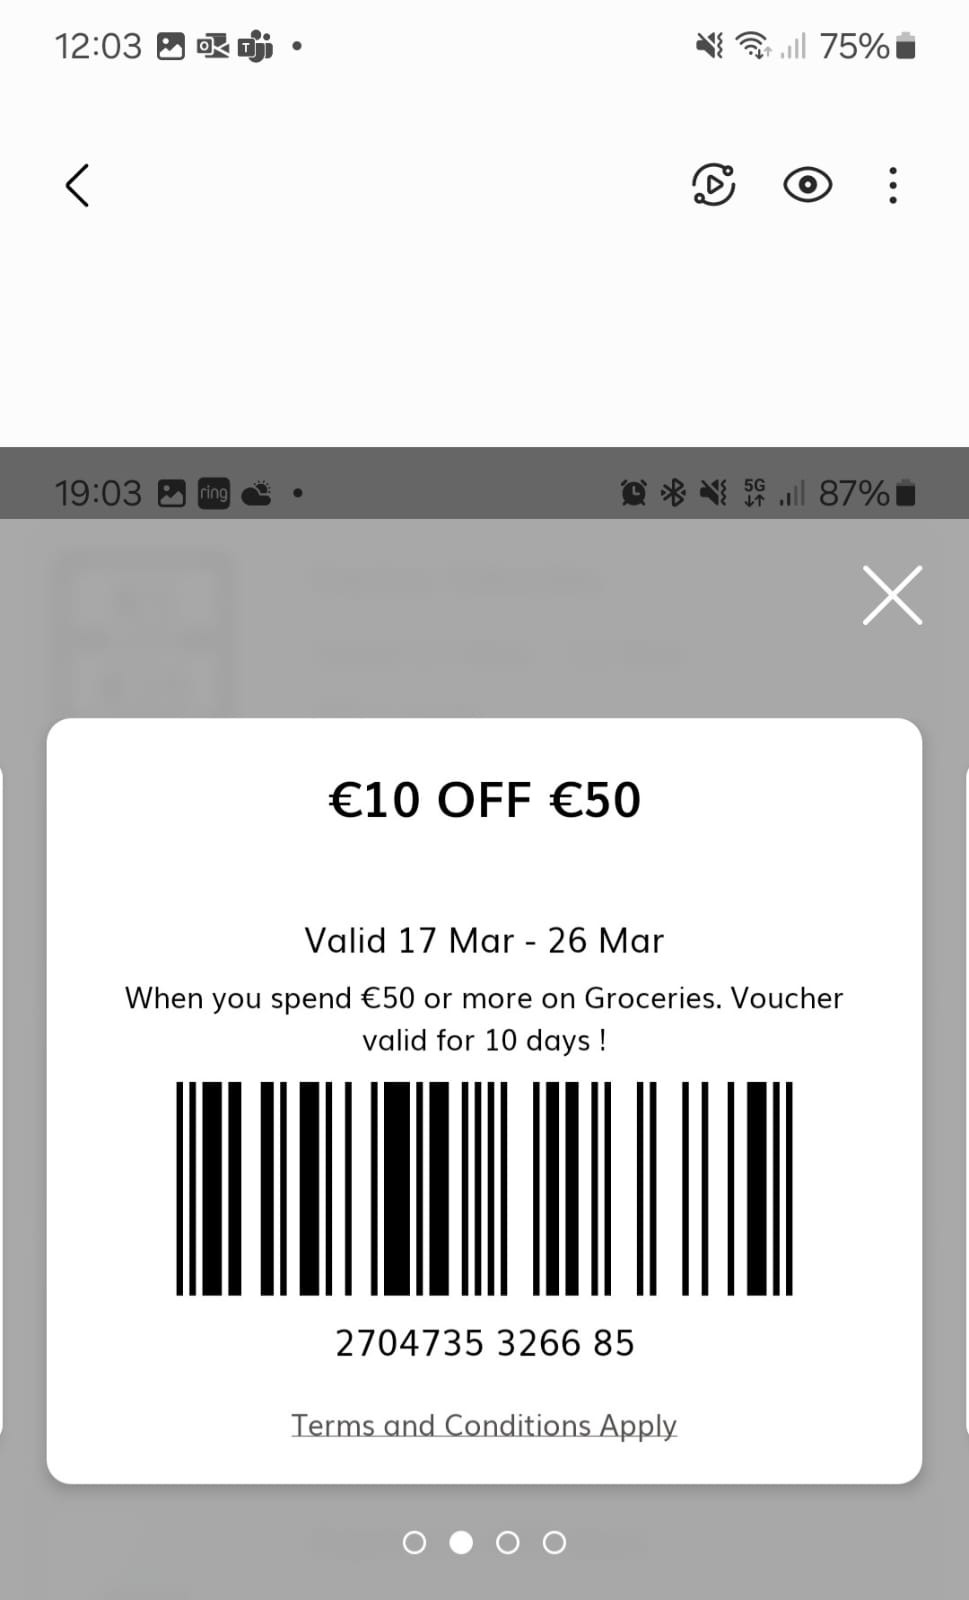 12:03 75%
19:03 ring 5G 87%
€10 OFF €50
Valid 17 Mar - 26 Mar
When you spend €50 or more on Groceries. Voucher
valid for 10 days !
2704735 3266 85
Terms and Conditions Apply